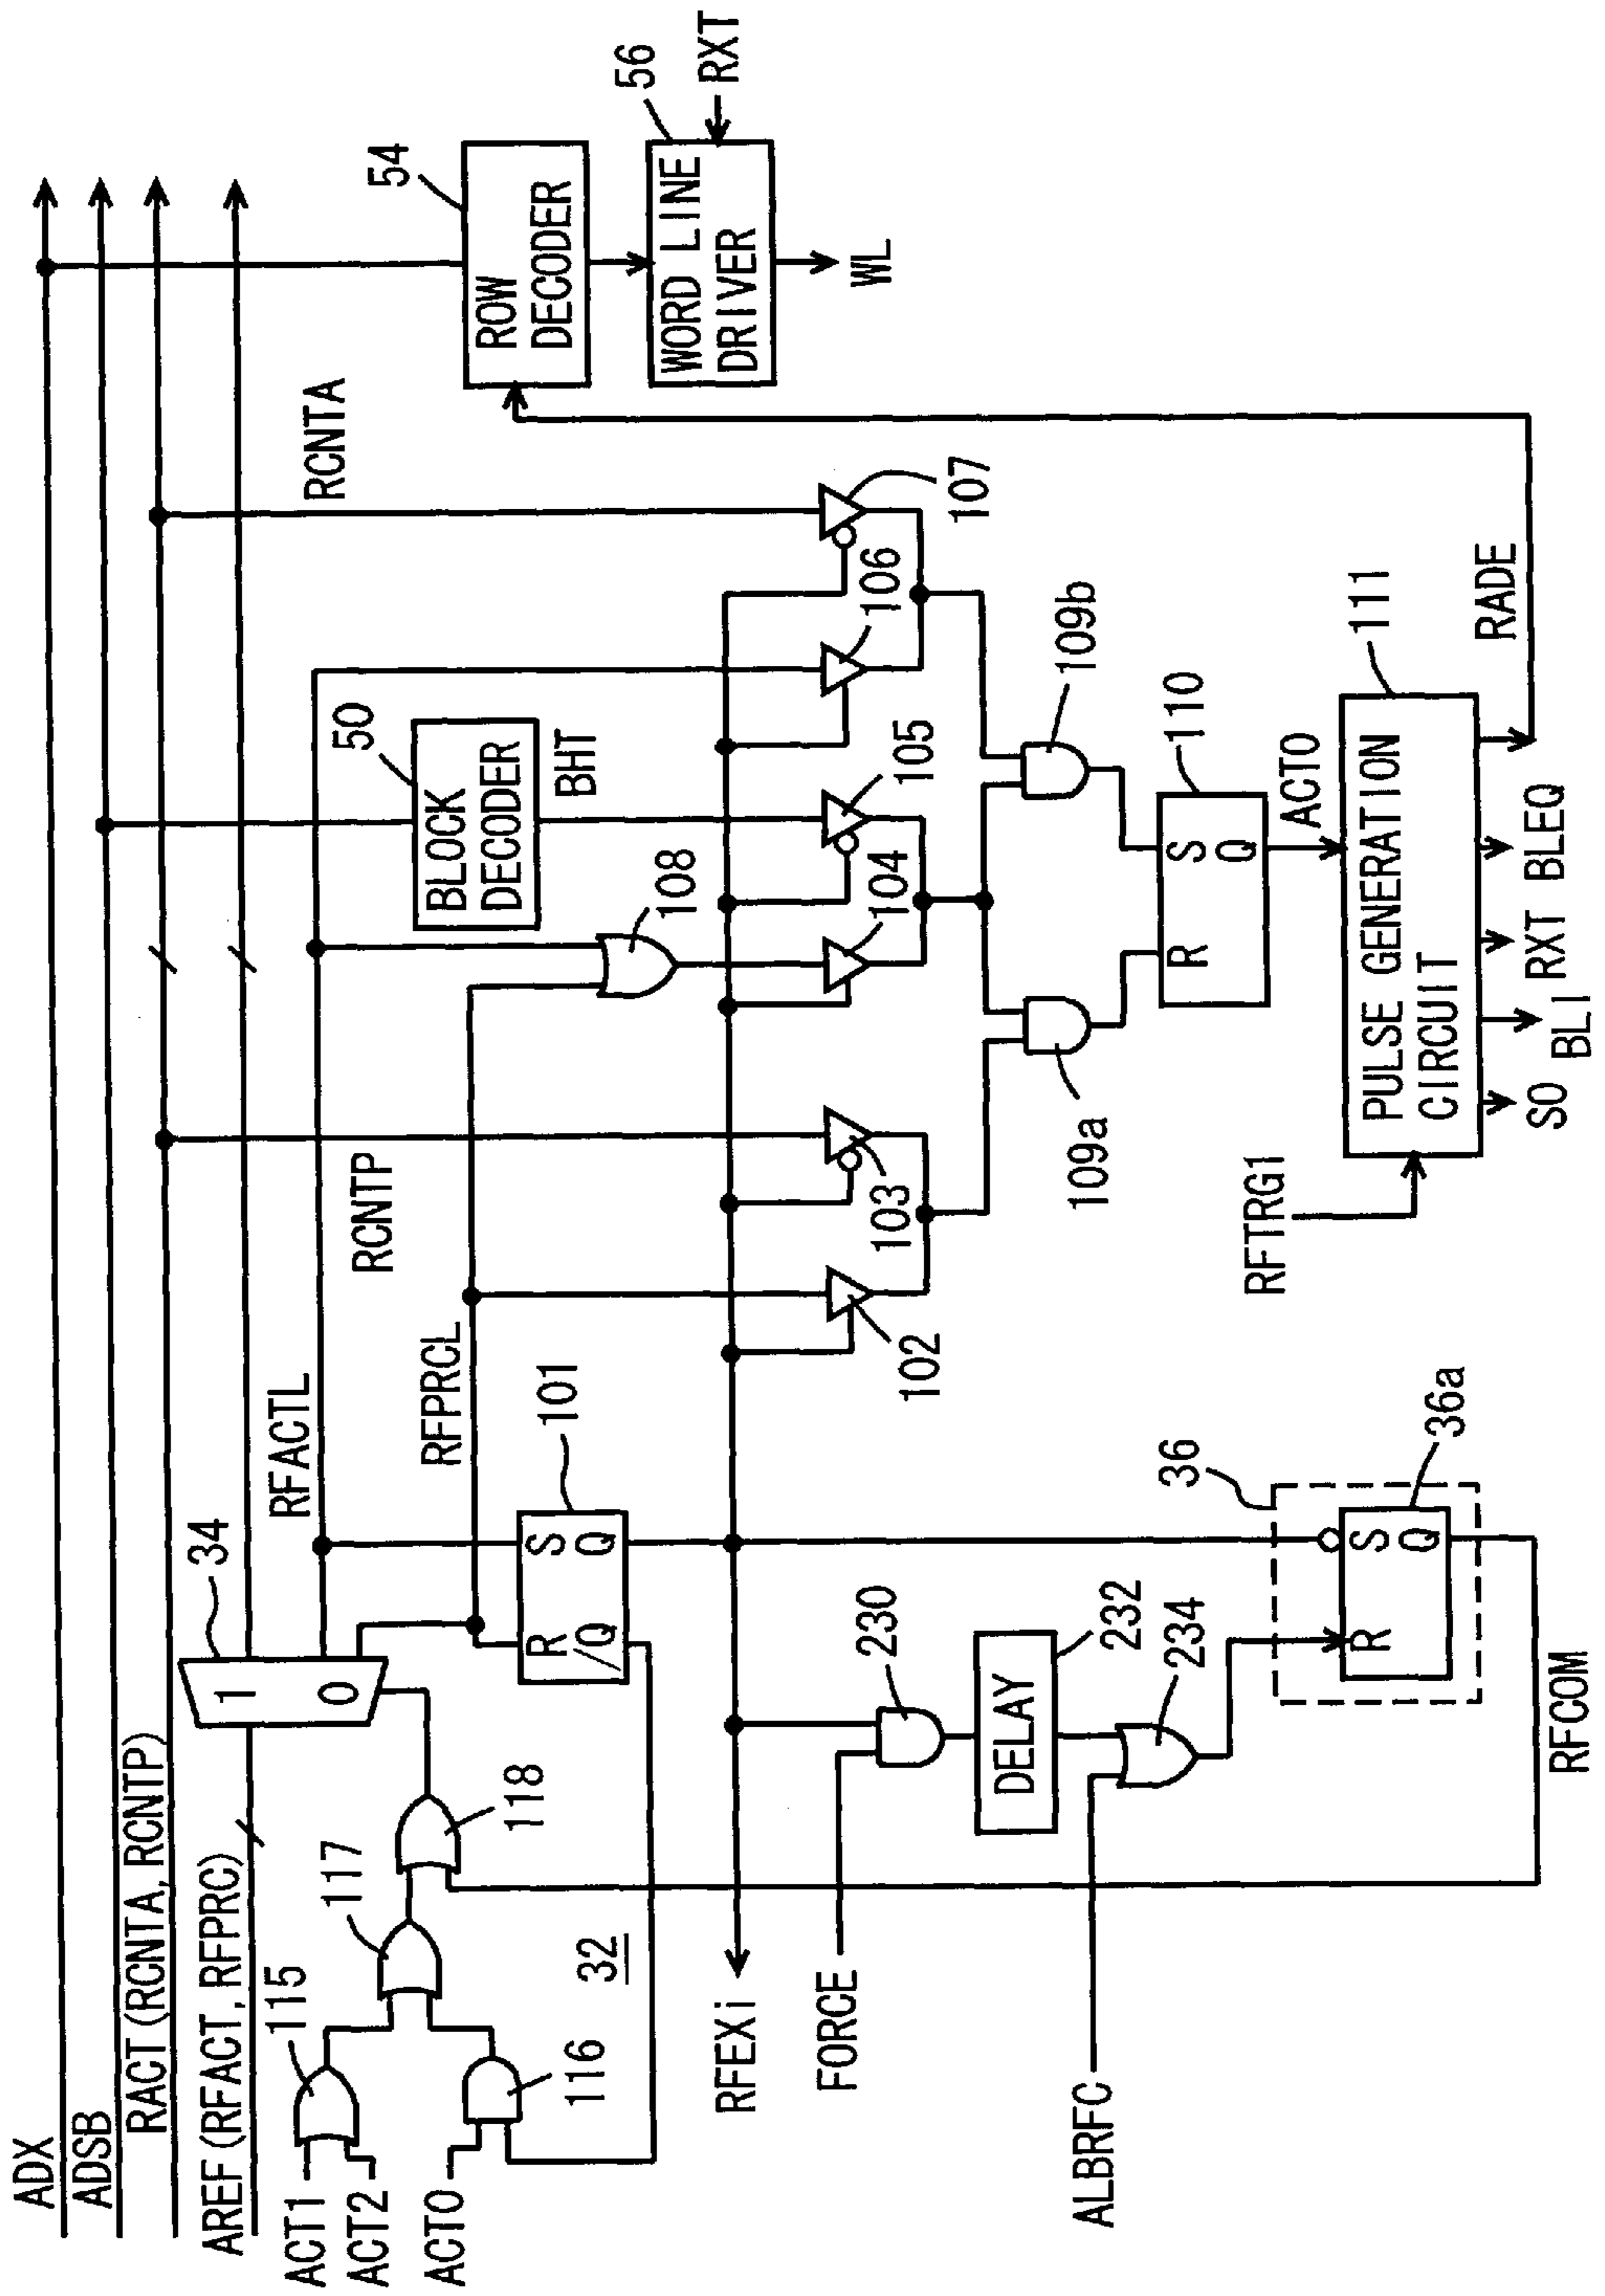 ADX
ADSB
RACT (RCNTA, RCNTP)
AREF (RFACT, RFPRC)
ACT1
ACT2
ACT0
115
116
117
118
32
34
1
0
RFACTL
RFPRCL
RCNTP
RCNTA
R
S
/Q
Q
101
50
BLOCK
DECODER
BHT
108
54
ROW
DECODER
56
WORD LINE
DRIVER
RXT
WL
102
103
104
105
106
107
109a
109b
110
R
S
Q
ACT0
111
PULSE GENERATION
CIRCUIT
RFTRG1
SO
BLI
RXT
BLEQ
RADE
RFEXi
FORCE
ALBRFC
230
DELAY
232
234
36
36a
R
S
Q
RFCOM